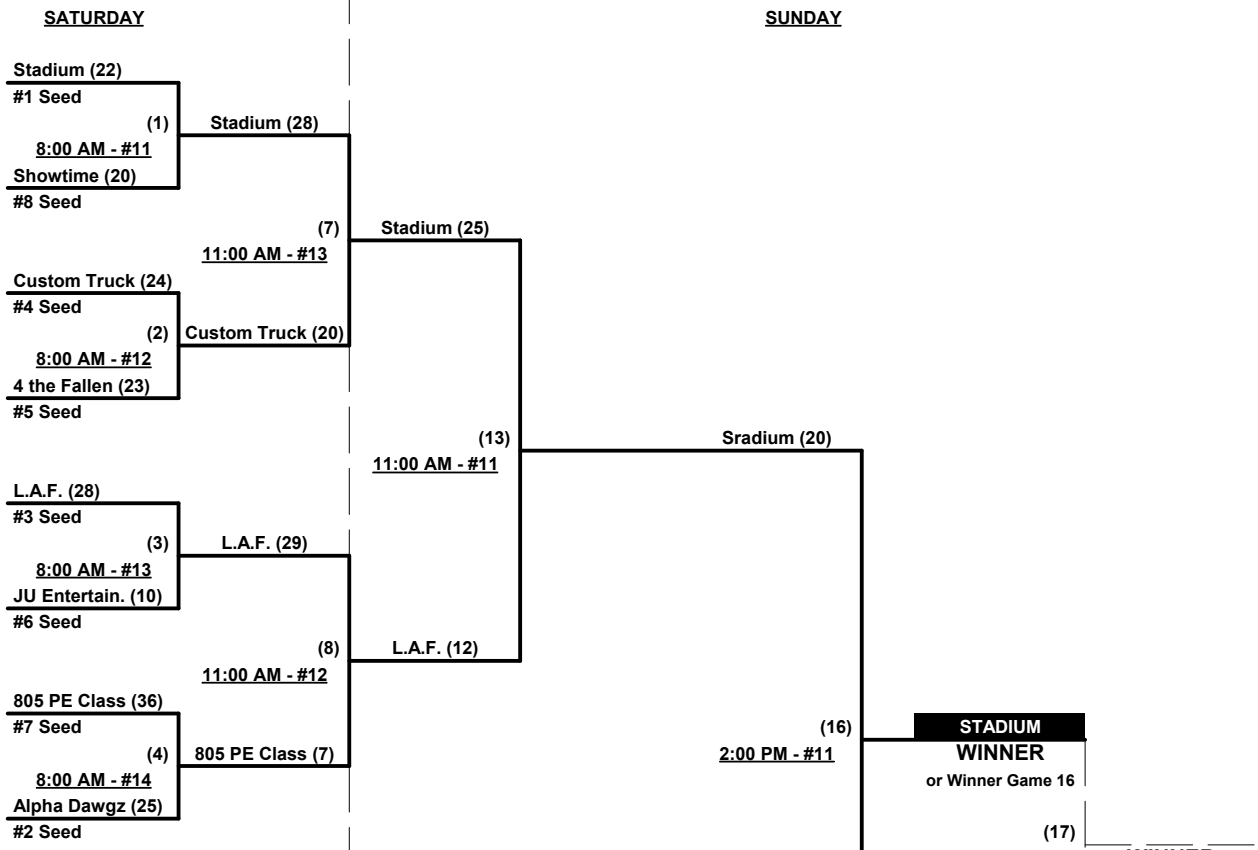 SATURDAY
SUNDAY
Stadium (22)
#1 Seed
(1)
Stadium (28)
8:00 AM - #11
Showtime (20)
#8 Seed
(7)
Stadium (25)
11:00 AM - #13
Custom Truck (24)
#4 Seed
(2)
Custom Truck (20)
8:00 AM - #12
4 the Fallen (23)
#5 Seed
(13)
Sradium (20)
11:00 AM - #11
L.A.F. (28)
#3 Seed
(3)
L.A.F. (29)
8:00 AM - #13
JU Entertain. (10)
#6 Seed
(8)
L.A.F. (12)
11:00 AM - #12
805 PE Class (36)
#7 Seed
(4)
805 PE Class (7)
8:00 AM - #14
Alpha Dawgz (25)
#2 Seed
(16)
STADIUM
2:00 PM - #11
WINNER
or Winner Game 16
(17)